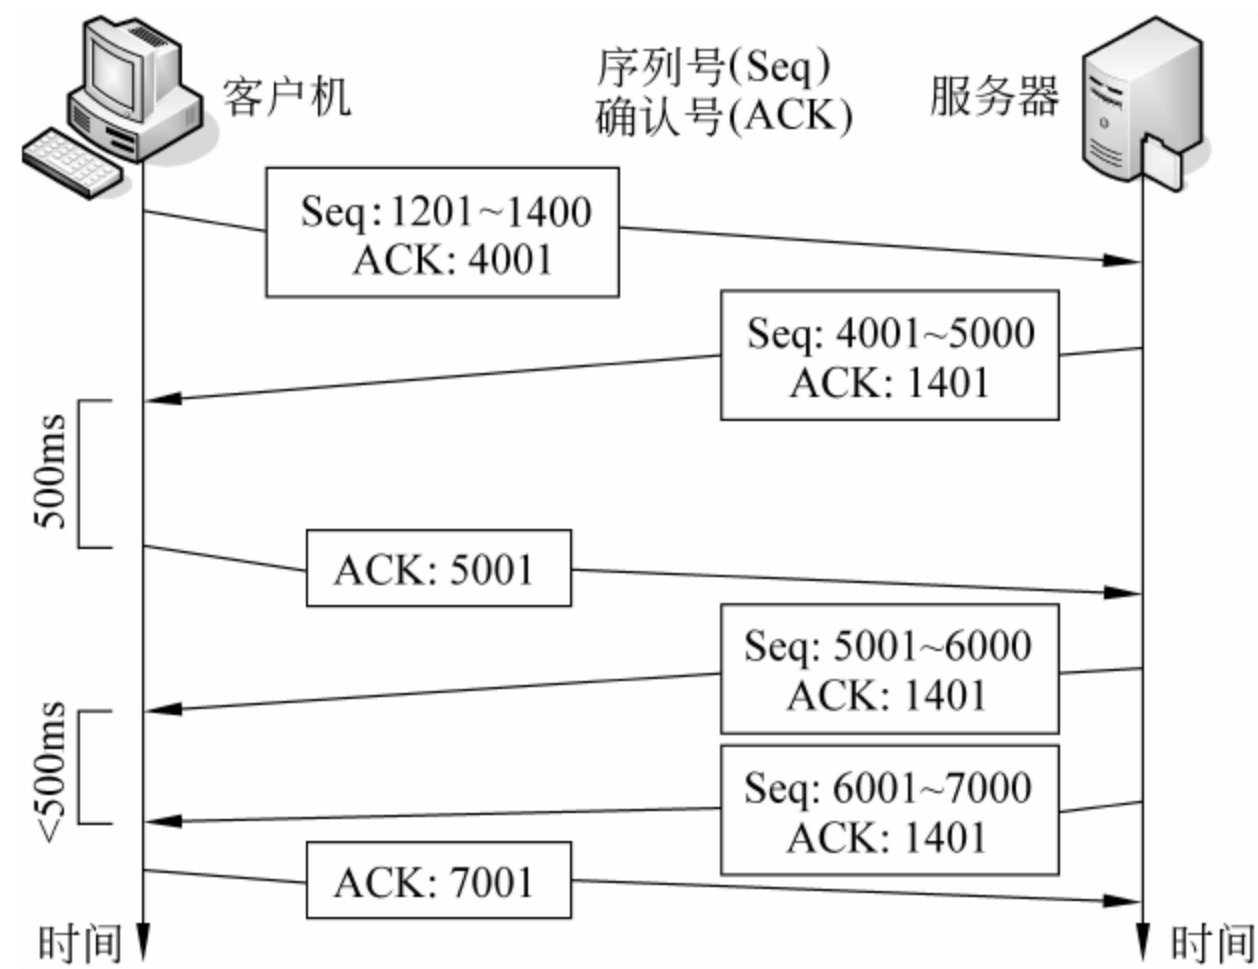 客户机
序列号(Seq)
确认号(ACK)
服务器
Seq: 1201~1400
ACK: 4001
Seq: 4001~5000
ACK: 1401
500ms
ACK: 5001
Seq: 5001~6000
ACK: 1401
<500ms
Seq: 6001~7000
ACK: 1401
ACK: 7001
时间
时间